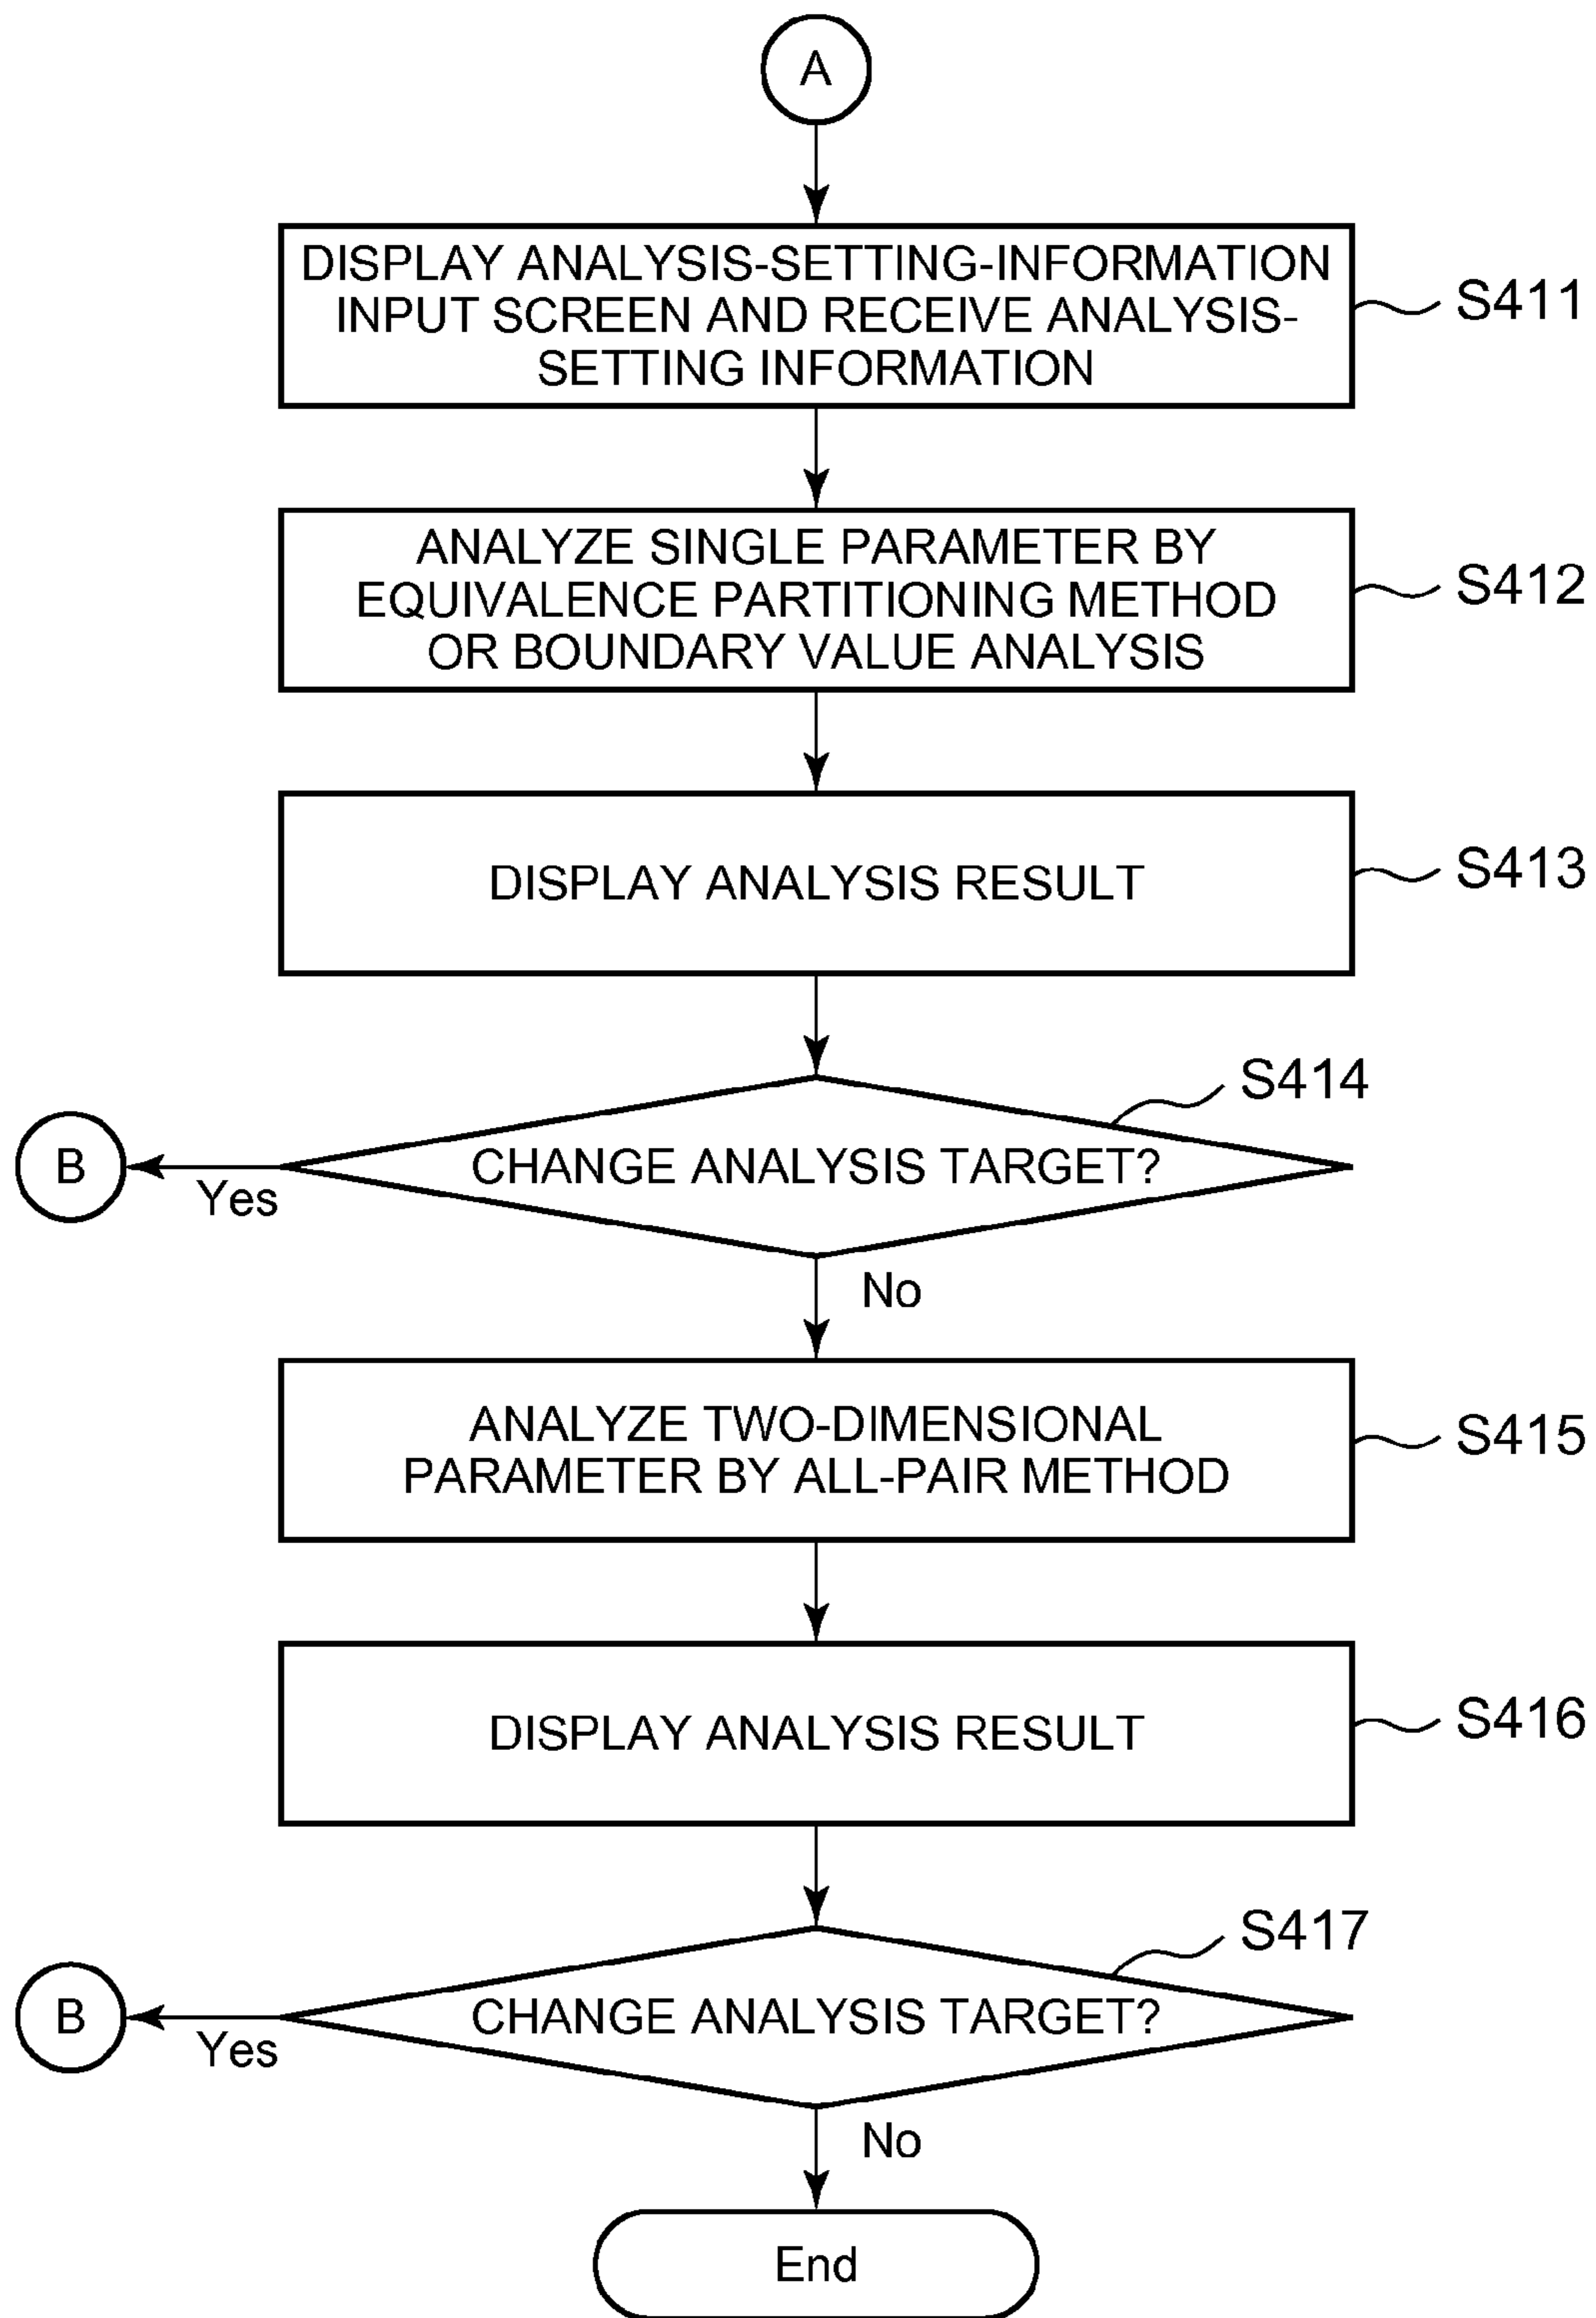 A
DISPLAY ANALYSIS-SETTING-INFORMATION
INPUT SCREEN AND RECEIVE ANALYSIS-
SETTING INFORMATION
S411
ANALYZE SINGLE PARAMETER BY
EQUIVALENCE PARTITIONING METHOD
OR BOUNDARY VALUE ANALYSIS
S412
DISPLAY ANALYSIS RESULT
S413
S414
CHANGE ANALYSIS TARGET?
B
Yes
No
ANALYZE TWO-DIMENSIONAL
PARAMETER BY ALL-PAIR METHOD
S415
DISPLAY ANALYSIS RESULT
S416
S417
CHANGE ANALYSIS TARGET?
B
Yes
No
End